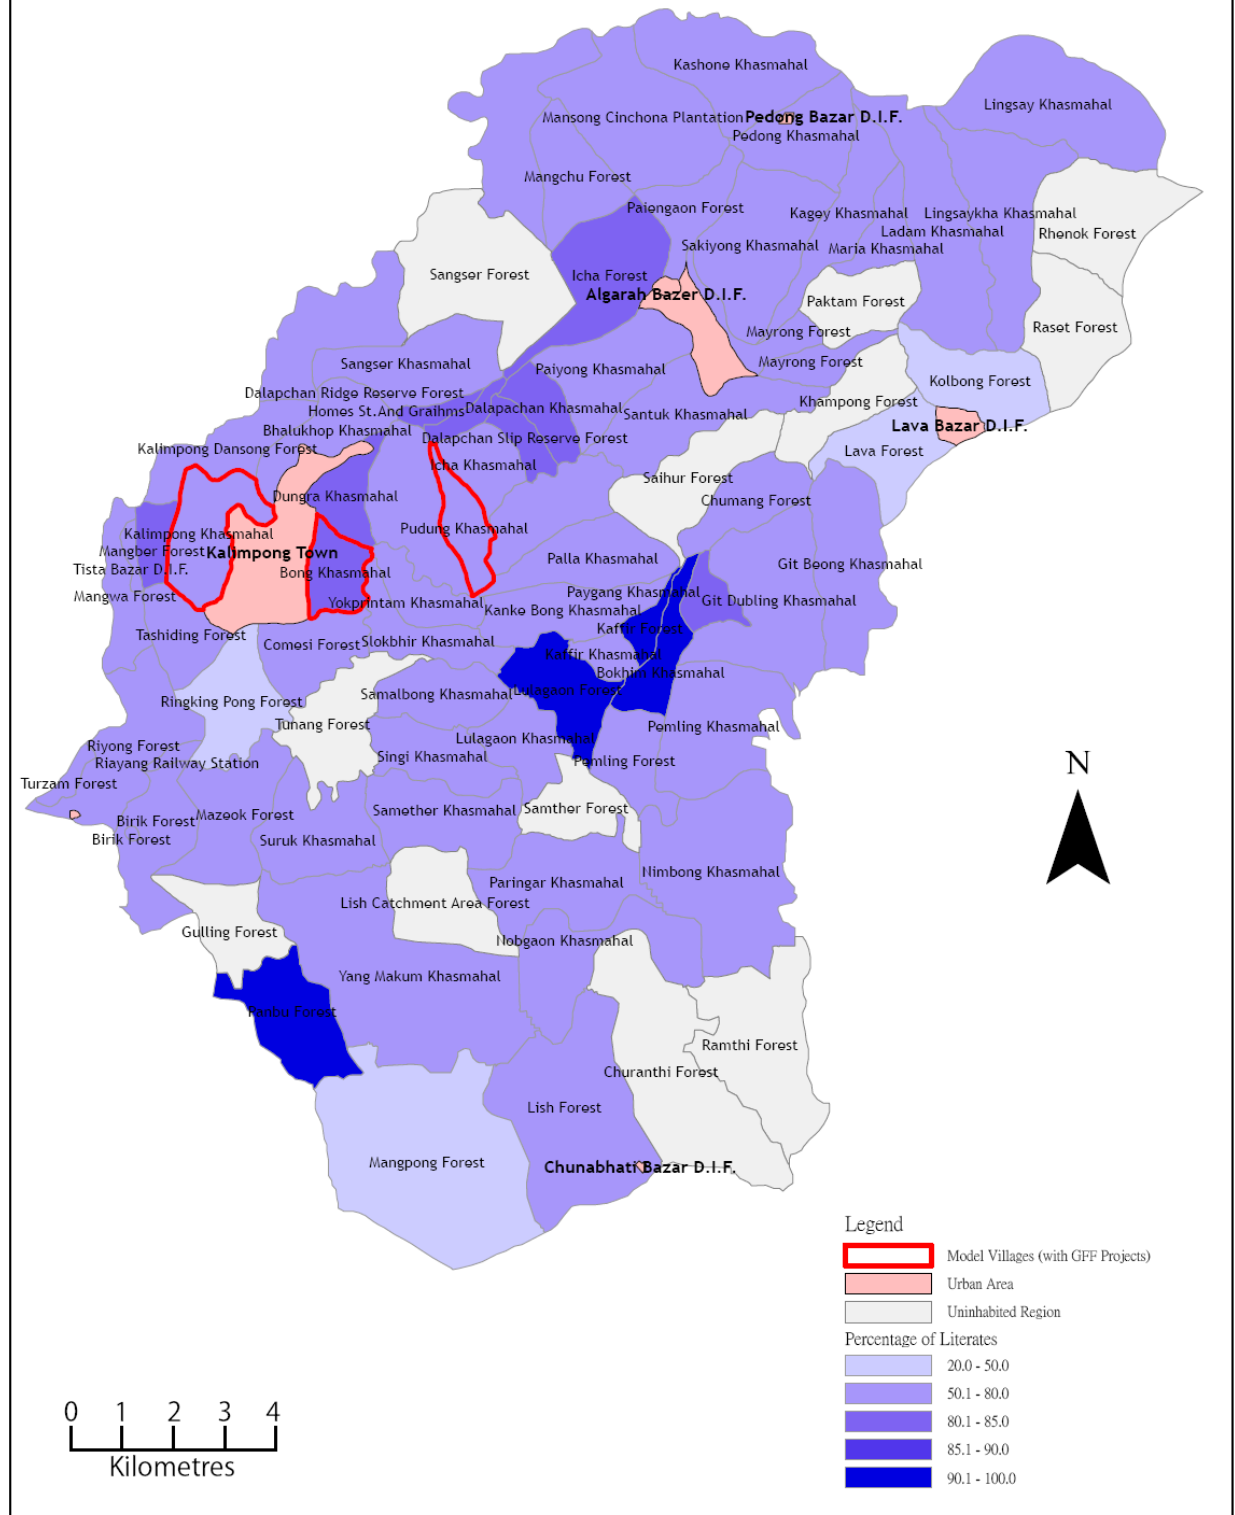 Kashone Khasmahal
Lingsay Khasmahal
Mansong Cinchona Plantation
Pedong Bazar D.I.F.
Pedong Khasmahal
Mangchu Forest
Paiengaon Forest
Kagey Khasmahal
Lingsaykha Khasmahal
Ladam Khasmahal
Rhenok Forest
Sakiyong Khasmahal
Maria Khasmahal
Sangser Forest
Icha Forest
Algarah Bazer D.I.F.
Paktam Forest
Mayrong Forest
Raset Forest
Sangser Khasmahal
Paiyong Khasmahal
Mayrong Forest
Kolbong Forest
Dalapchan Ridge Reserve Forest
Homes St.And Graihms
Dalapachan Khasmahal
Santuk Khasmahal
Khampong Forest
Lava Bazar D.I.F.
Bhalukhop Khasmahal
Dalapchan Slip Reserve Forest
Kalimpong Dansong Forest
Lava Forest
Icha Khasmahal
Saihur Forest
Dungra Khasmahal
Chumang Forest
Kalimpong Khasmahal
Pudung Khasmahal
Mangber Forest
Kalimpong Town
Palla Khasmahal
Git Beong Khasmahal
Tista Bazar D.I.F.
Bong Khasmahal
Mangwa Forest
Paygang Khasmahal
Yokprintam Khasmahal
Kanke Bong Khasmahal
Git Dubling Khasmahal
Tashiding Forest
Comesi Forest
Slokbhir Khasmahal
Kaffir Forest
Kaffir Khasmahal
Bokhim Khasmahal
Ringking Pong Forest
Samalbong Khasmahal
Lulagaon Forest
Tunang Forest
Pemling Khasmahal
Riyong Forest
Lulagaon Khasmahal
Riayang Railway Station
Singi Khasmahal
Pemling Forest
Turzam Forest
Birik Forest
Mazeok Forest
Samether Khasmahal
Samther Forest
Birik Forest
Suruk Khasmahal
Nimbong Khasmahal
Paringar Khasmahal
Lish Catchment Area Forest
Gulling Forest
Nobgaon Khasmahal
Yang Makum Khasmahal
Panbu Forest
Ramthi Forest
Churanthi Forest
Lish Forest
Mangpong Forest
Chunabhati Bazar D.I.F.
N
Legend
Model Villages (with GFF Projects)
Urban Area
Uninhabited Region
Percentage of Literates
20.0 - 50.0
50.1 - 80.0
80.1 - 85.0
85.1 - 90.0
90.1 - 100.0
0 1 2 3 4
Kilometres